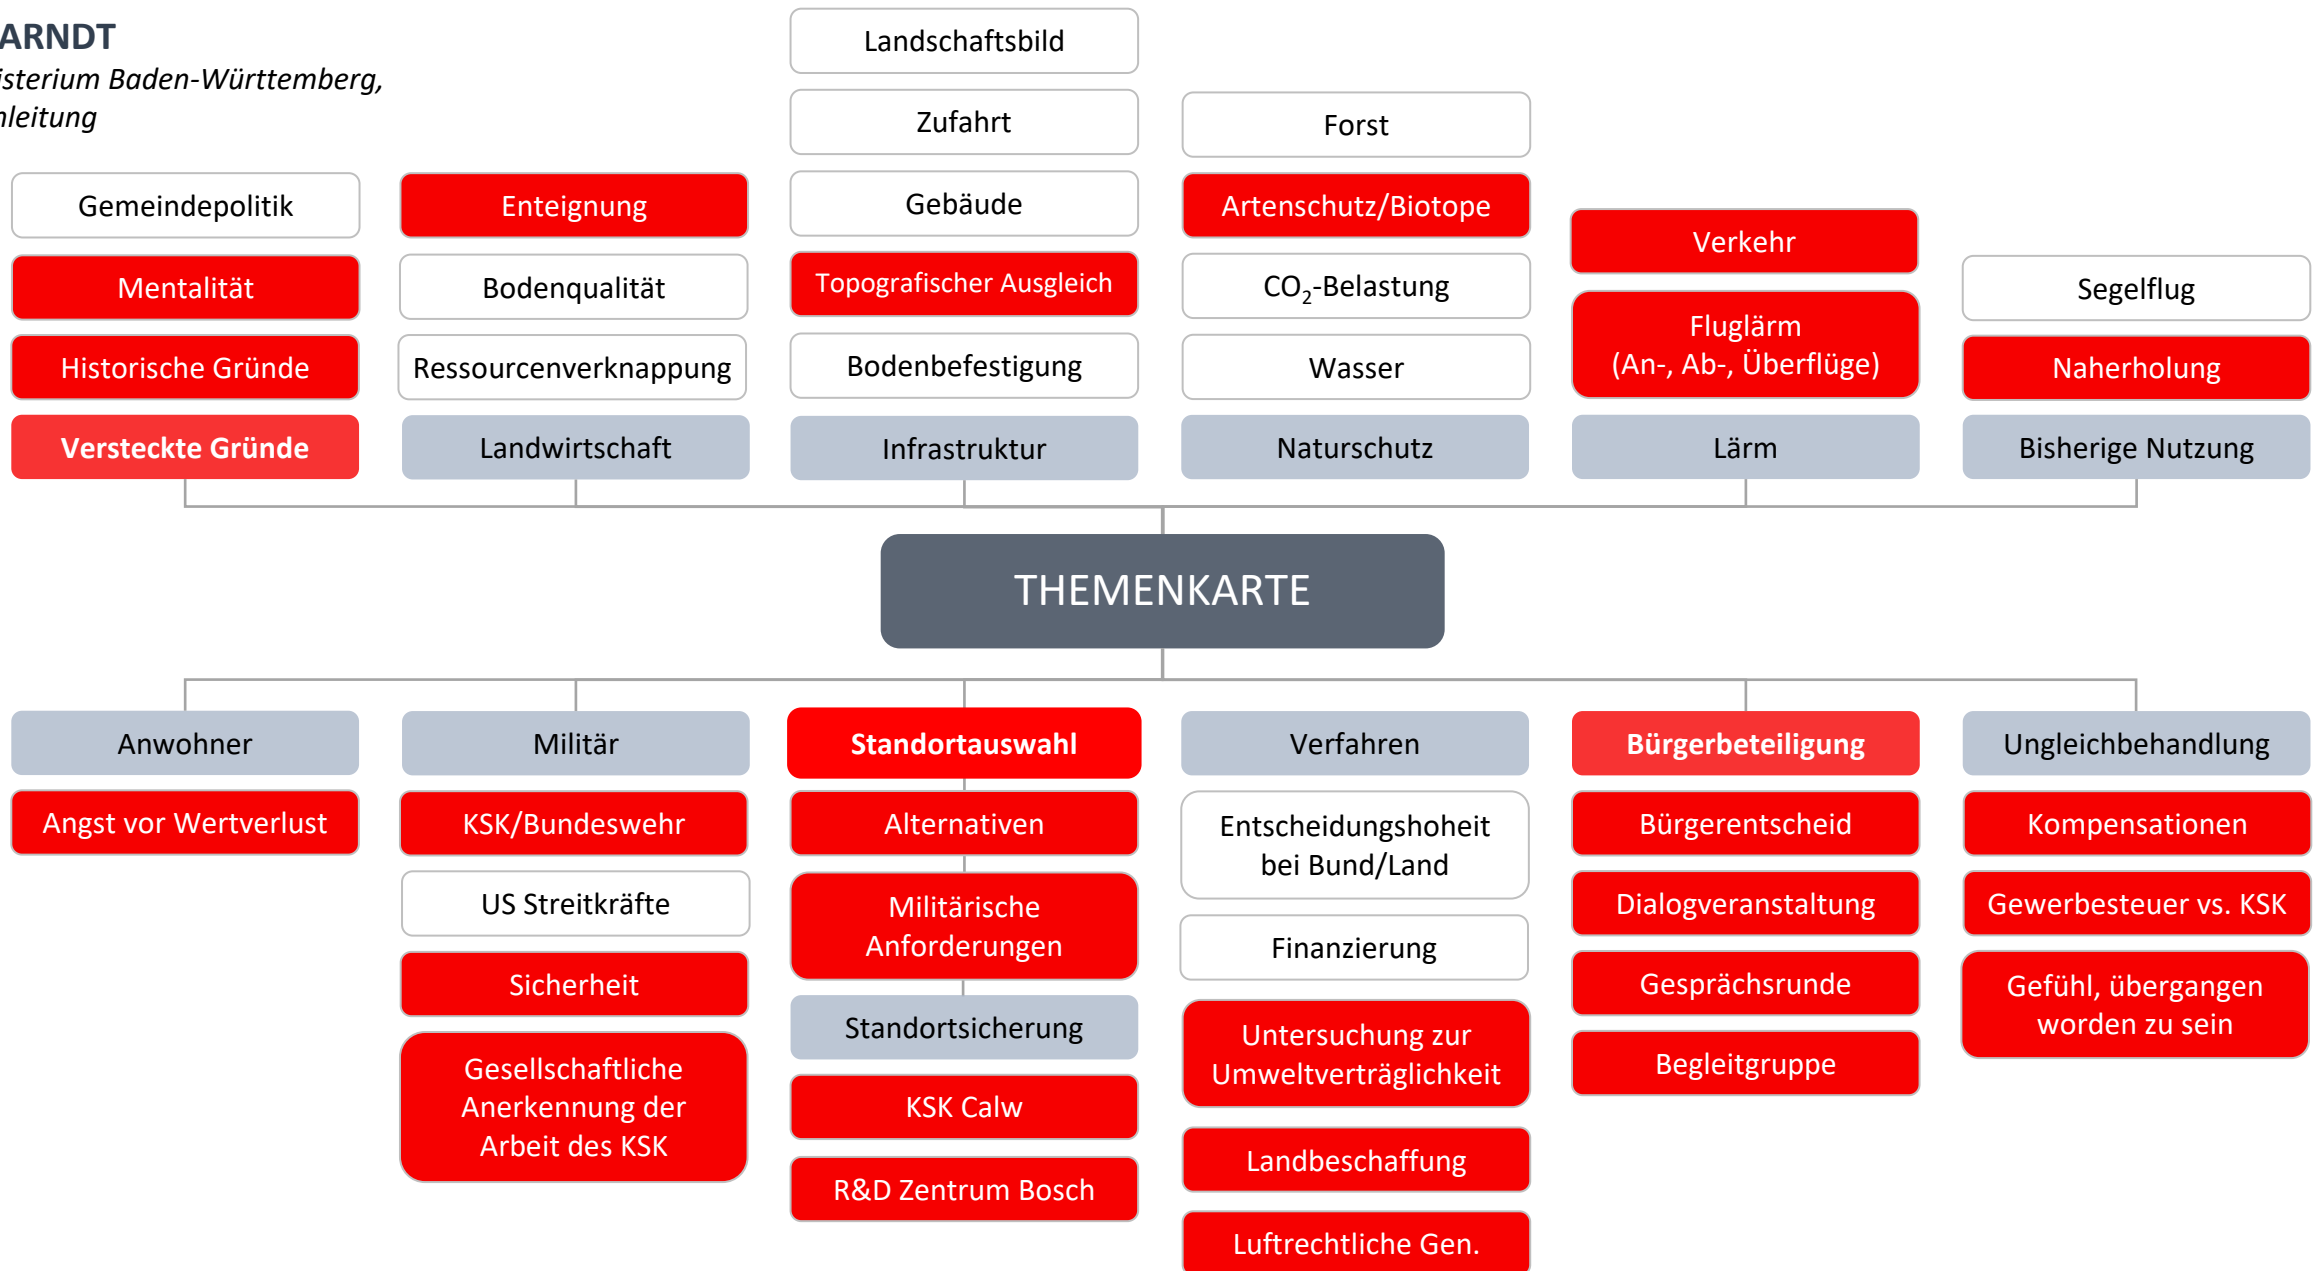 ARNDT
isterium Baden-Württemberg,
nleitung
Landschaftsbild
Zufahrt
Gebäude
Topografischer Ausgleich
Bodenbefestigung
Infrastruktur
Forst
Artenschutz/Biotope
CO₂-Belastung
Wasser
Naturschutz
Gemeindepolitik
Mentalität
Historische Gründe
Versteckte Gründe
Enteignung
Bodenqualität
Ressourcenverknappung
Landwirtschaft
Verkehr
Fluglärm
(An-, Ab-, Überflüge)
Lärm
Segelflug
Naherholung
Bisherige Nutzung
THEMENKARTE
Anwohner
Angst vor Wertverlust
Militär
KSK/Bundeswehr
US Streitkräfte
Sicherheit
Gesellschaftliche
Anerkennung der
Arbeit des KSK
Standortauswahl
Alternativen
Militärische
Anforderungen
Standortsicherung
KSK Calw
R&D Zentrum Bosch
Verfahren
Entscheidungshoheit
bei Bund/Land
Finanzierung
Untersuchung zur
Umweltverträglichkeit
Landbeschaffung
Luftrechtliche Gen.
Bürgerbeteiligung
Bürgerentscheid
Dialogveranstaltung
Gesprächsrunde
Begleitgruppe
Ungleichbehandlung
Kompensationen
Gewerbesteuer vs. KSK
Gefühl, übergangen
worden zu sein